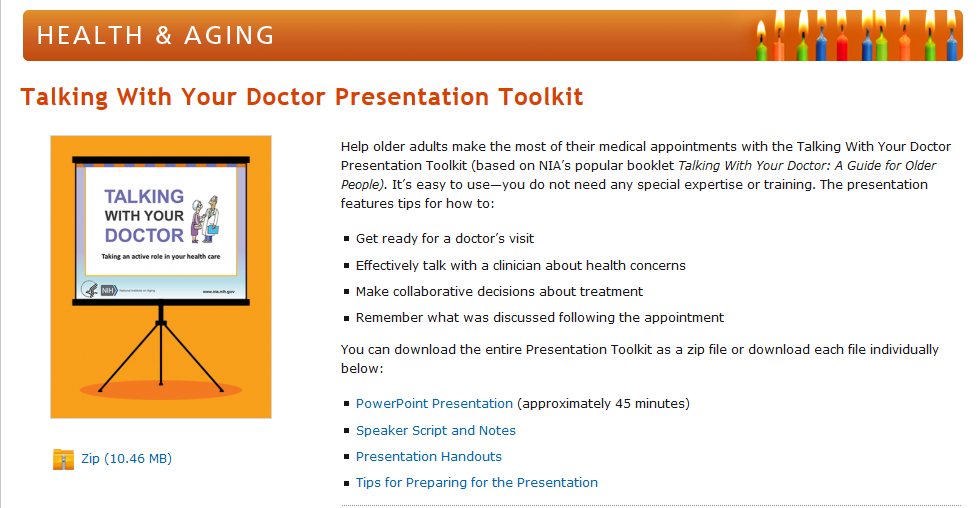 HEALTH & AGING
Talking With Your Doctor Presentation Toolkit
TALKING
WITH YOUR
DOCTOR
Taking an active role in your health care
NIH
National Institute on Aging
www.nia.nih.gov
Zip (10.46 MB)
Help older adults make the most of their medical appointments with the Talking With Your Doctor
Presentation Toolkit (based on NIA’s popular booklet Talking With Your Doctor: A Guide for Older
People). It’s easy to use—you do not need any special expertise or training. The presentation
features tips for how to:
Get ready for a doctor’s visit
Effectively talk with a clinician about health concerns
Make collaborative decisions about treatment
Remember what was discussed following the appointment
You can download the entire Presentation Toolkit as a zip file or download each file individually
below:
PowerPoint Presentation (approximately 45 minutes)
Speaker Script and Notes
Presentation Handouts
Tips for Preparing for the Presentation